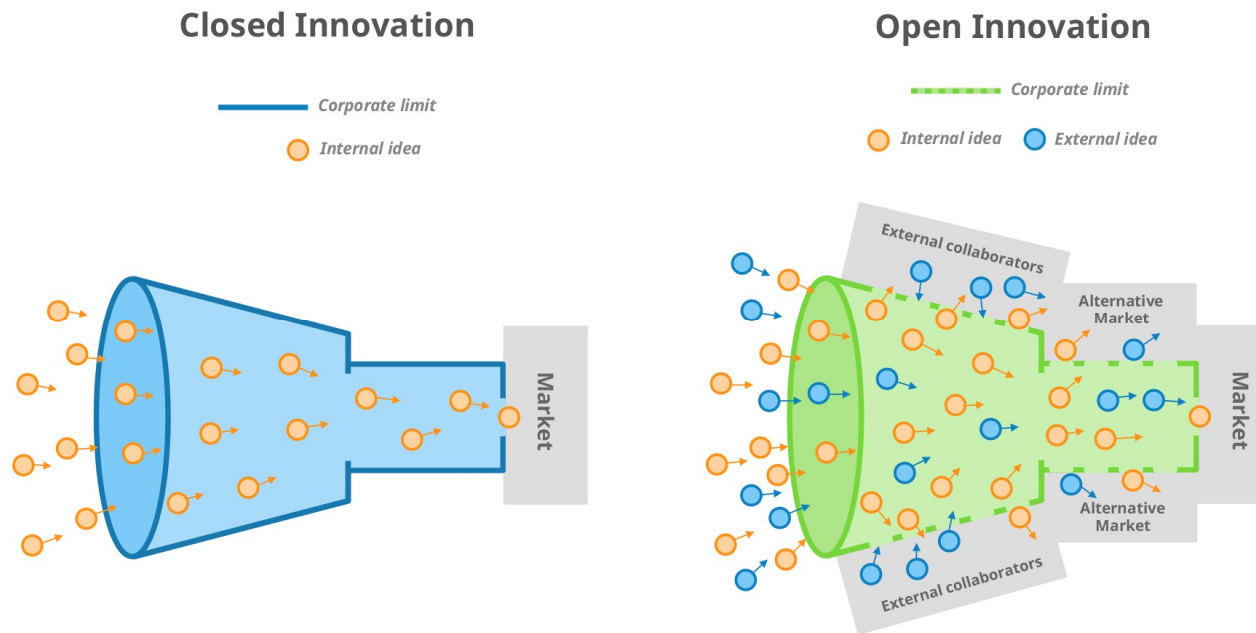 Closed Innovation
Corporate limit
Internal idea
Market
Open Innovation
Corporate limit
Internal idea
External idea
External collaborators
Alternative
Market
Market
Alternative
Market
External collaborators